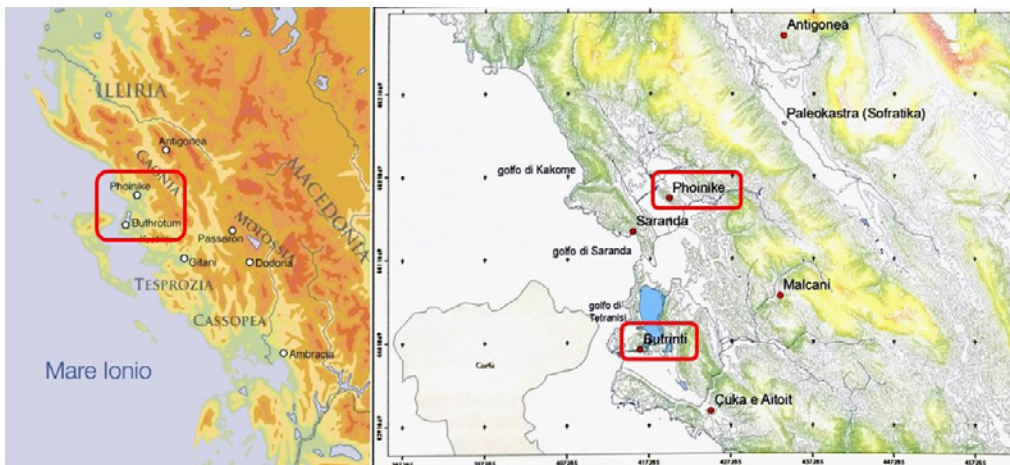 ILLIRIA
Antigonea
CAONIA
MACEDONIA
Phoinike
Buthrotum
MOLOSSIA
Passaron
Gitani
Dodona
TESPROZIA
CASSOPEA
Ambracia
Mare Ionio
Antigonea
Paleokastra (Sofratika)
golfo di Kakome
Phoinike
Saranda
golfo di Saranda
Malcani
golfo di
Tetranisi
Butrinti
Corfù
Çuka e Aitoit